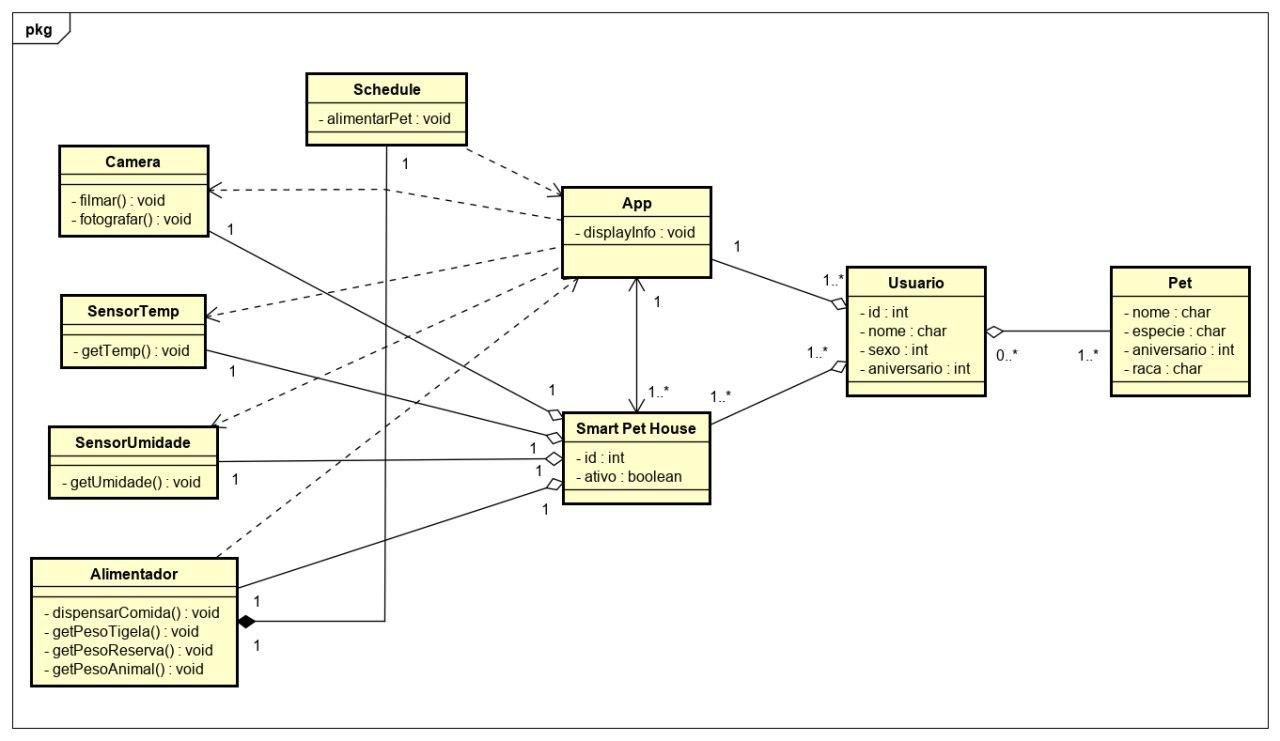 pkg
Schedule
- alimentarPet : void
1
Camera
- filmar() : void
- fotografar() : void
1
App
- displayInfo : void
1
1
1..*
SensorTemp
- getTemp() : void
1
Usuario
- id : int
- nome : char
- sexo : int
- aniversario : int
1..*
1..*
0..*
Pet
- nome : char
- especie : char
- aniversario : int
- raca : char
1..*
SensorUmidade
- getUmidade() : void
1
Smart Pet House
- id : int
- ativo : boolean
1
1
1
1
1..*
Alimentador
- dispensarComida() : void
- getPesoTigela() : void
- getPesoReserva() : void
- getPesoAnimal() : void
1
1